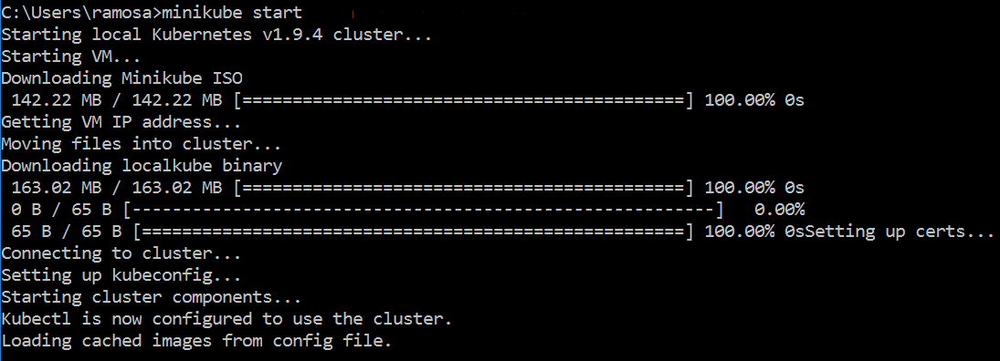 C:\Users\ramosa>minikube start
Starting local Kubernetes v1.9.4 cluster...
Starting VM...
Downloading Minikube ISO
 142.22 MB / 142.22 MB [============================================] 100.00% 0s
Getting VM IP address...
Moving files into cluster...
Downloading localkube binary
 163.02 MB / 163.02 MB [============================================] 100.00% 0s
 0 B / 65 B [----------------------------------------------------------]   0.00%
 65 B / 65 B [======================================================] 100.00% 0sSetting up certs...
Connecting to cluster...
Setting up kubeconfig...
Starting cluster components...
Kubectl is now configured to use the cluster.
Loading cached images from config file.